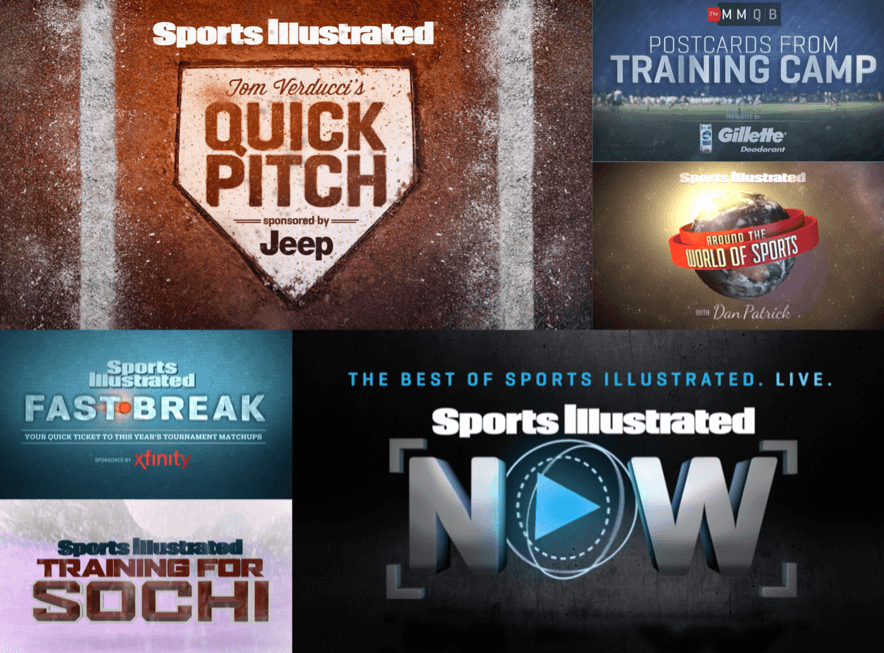 Sports Illustrated
Tom Verducci's
QUICK
PITCH
sponsored by
Jeep
The MMQB
POSTCARDS FROM
TRAINING CAMP
PRESENTED BY
Gillette
Deodorant
Sports Illustrated
AROUND THE
WORLD OF SPORTS
WITH Dan Patrick
Sports
Illustrated
FAST BREAK
YOUR QUICK TICKET TO THIS YEAR'S TOURNAMENT MATCHUPS
SPONSORED BY xfinity
Sports Illustrated
TRAINING FOR
SOCHI
THE BEST OF SPORTS ILLUSTRATED. LIVE.
Sports Illustrated
NOW